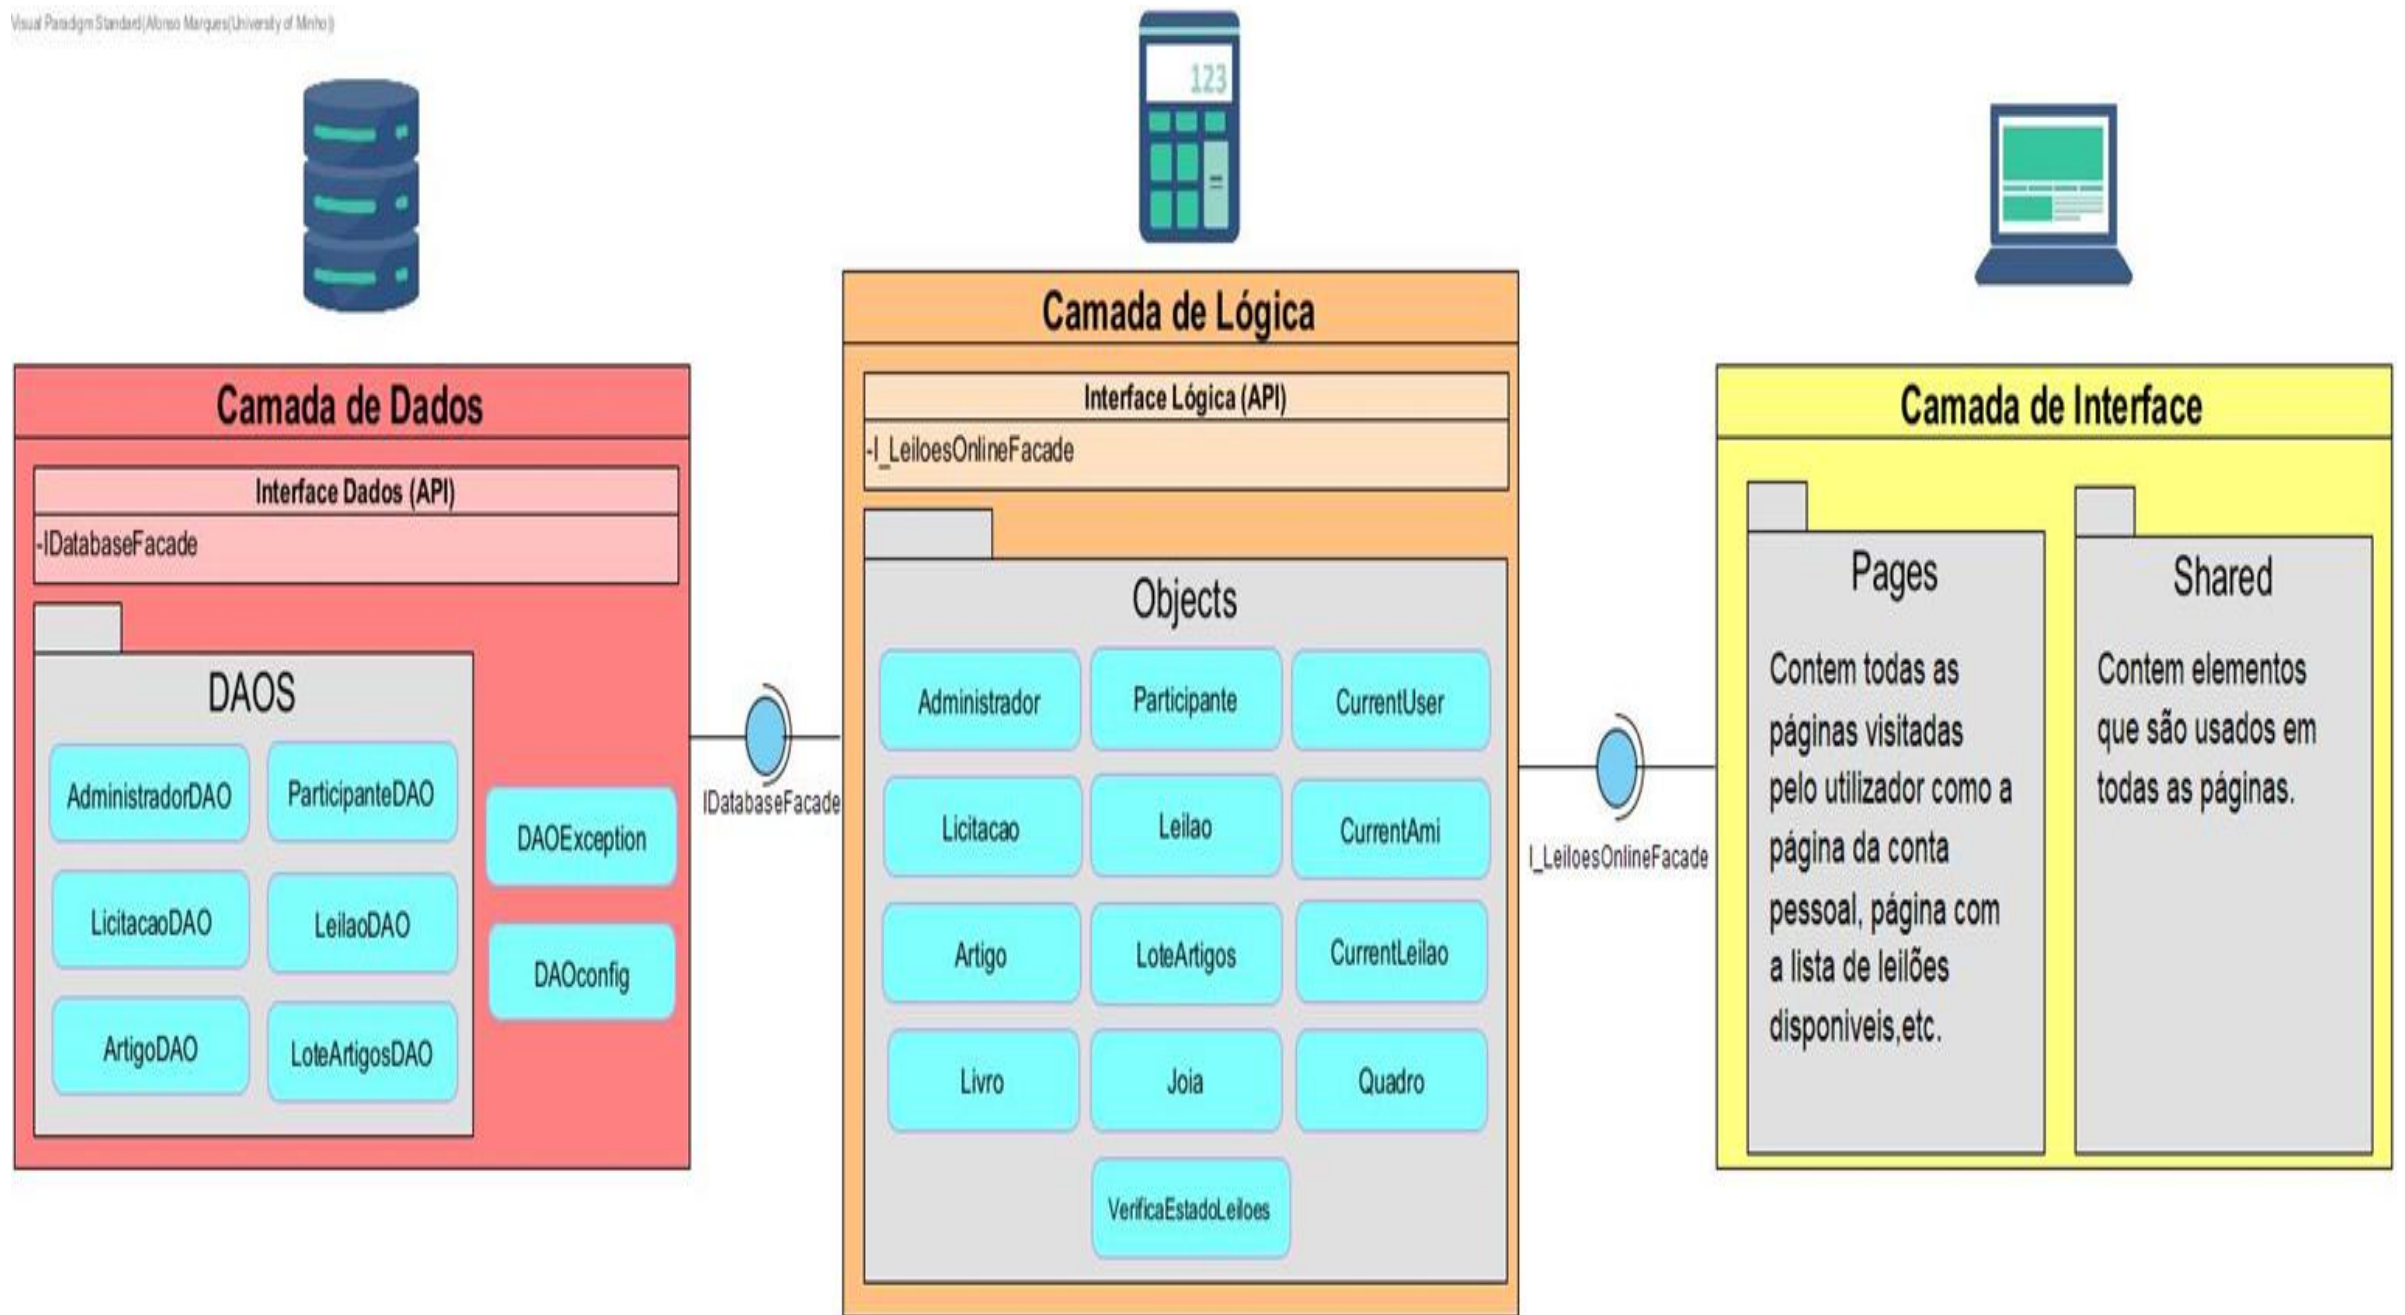 Visual Paradigm Standard(Afonso Marques(University of Minho))
123
Camada de Dados
Interface Dados (API)
-IDatabaseFacade
DAOS
AdministradorDAO
ParticipanteDAO
LicitacaoDAO
LeilaoDAO
ArtigoDAO
LoteArtigosDAO
DAOException
DAOconfig
IDatabaseFacade
Camada de Lógica
Interface Lógica (API)
-I_LeiloesOnlineFacade
Objects
Administrador
Participante
CurrentUser
Licitacao
Leilao
CurrentAmi
Artigo
LoteArtigos
CurrentLeilao
Livro
Joia
Quadro
VerificaEstadoLeiloes
I_LeiloesOnlineFacade
Camada de Interface
Pages
Contem todas as
páginas visitadas
pelo utilizador como a
página da conta
pessoal, página com
a lista de leilões
disponiveis,etc.
Shared
Contem elementos
que são usados em
todas as páginas.